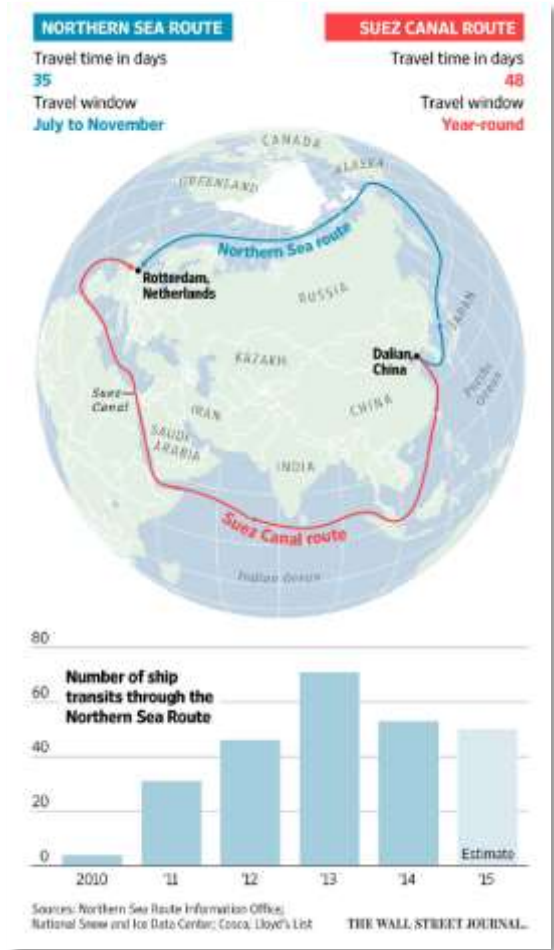 NORTHERN SEA ROUTE
Travel time in days
35
Travel window
July to November
SUEZ CANAL ROUTE
Travel time in days
48
Travel window
Year-round
CANADA
ALASKA
GREENLAND
Northern Sea route
Rotterdam,
Netherlands
RUSSIA
JAPAN
KAZAKH.
Dalian,
China
Pacific
Ocean
Suez
Canal
IRAN
CHINA
SAUDI
ARABIA
INDIA
Suez Canal route
Indian Ocean
80
Number of ship
transits through the
Northern Sea Route
60
40
20
0
Estimate
2010 '11 '12 '13 '14 '15
Sources: Northern Sea Route Information Office;
National Snow and Ice Data Center; Cosco, Lloyd's List
THE WALL STREET JOURNAL.